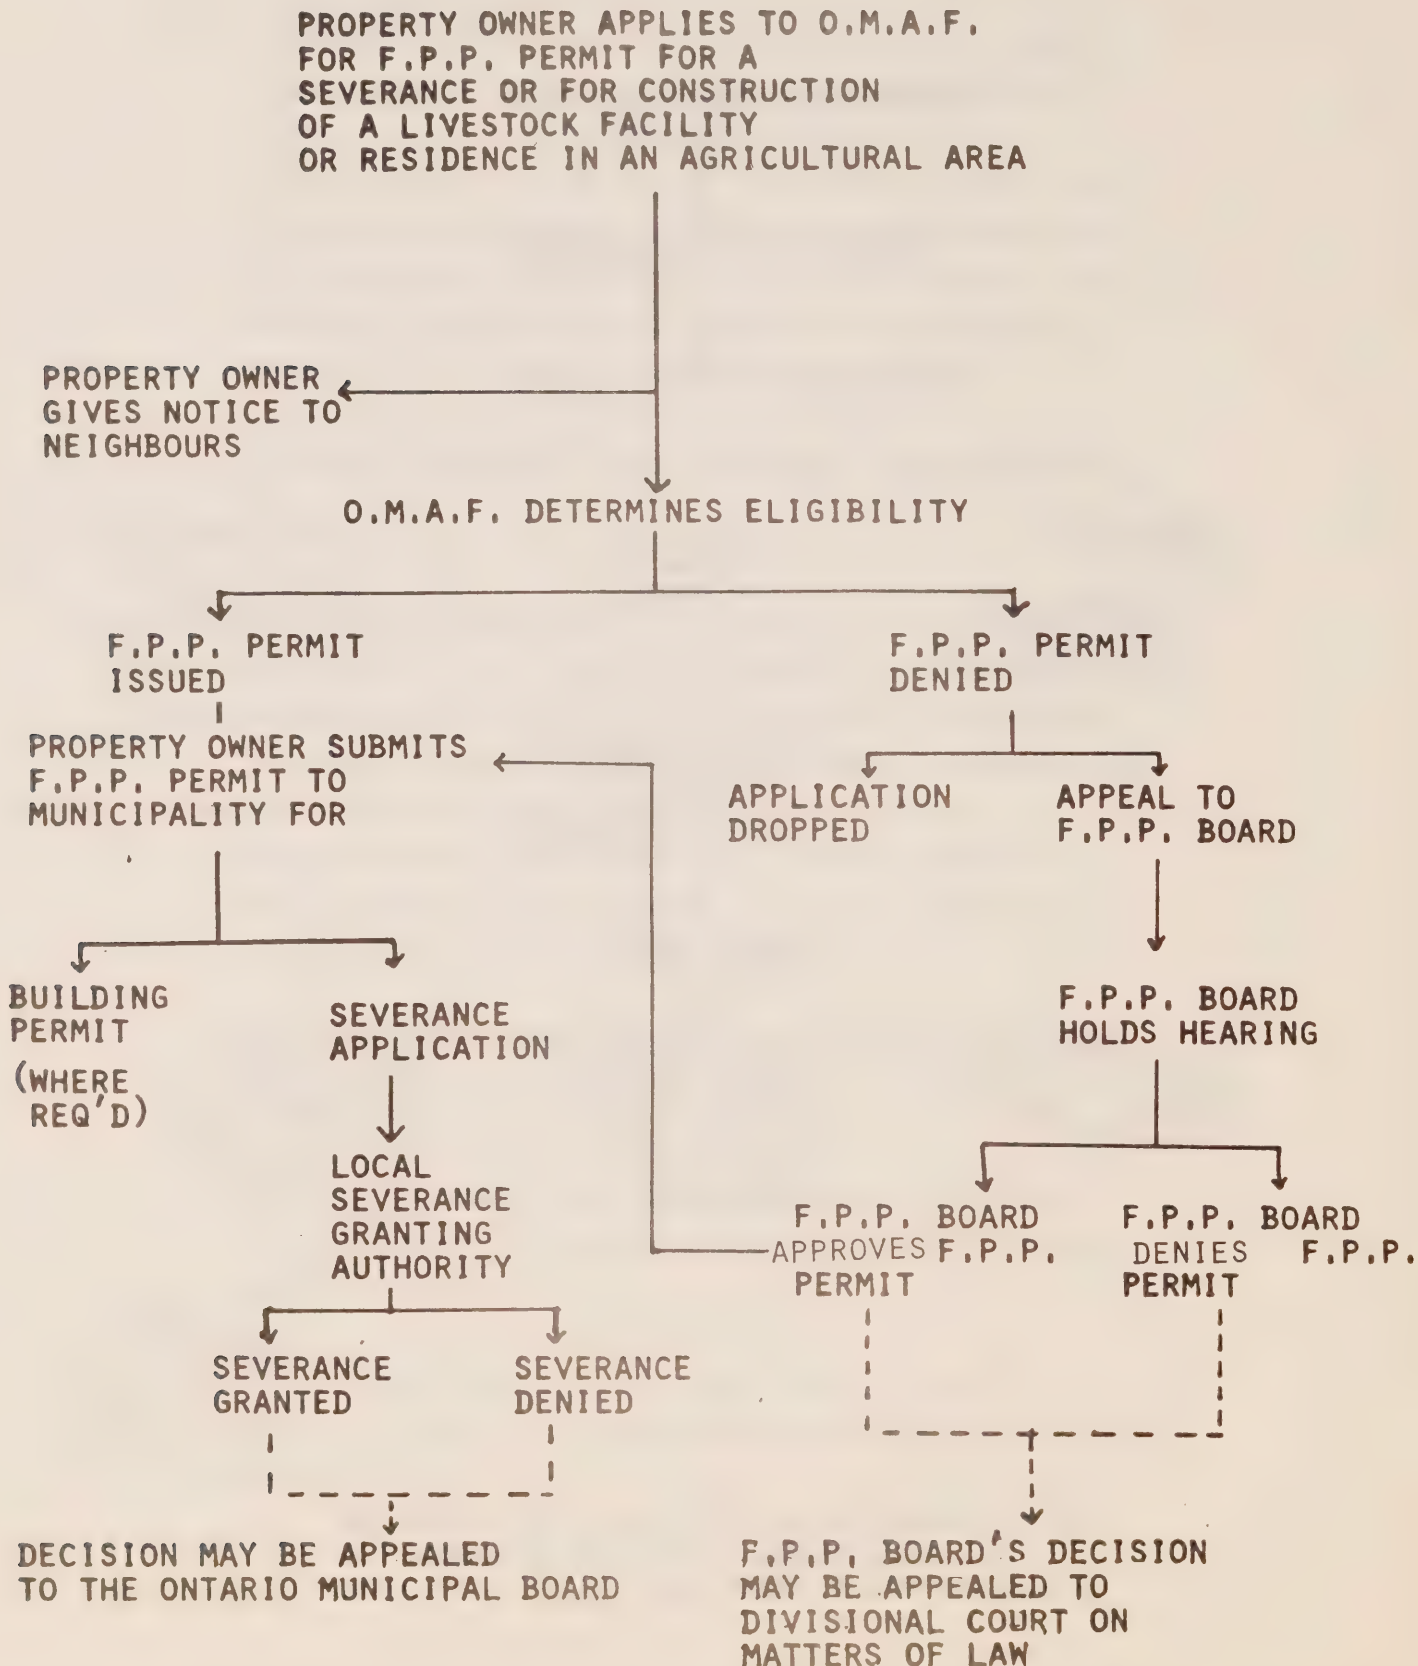 PROPERTY OWNER APPLIES TO O.M.A.F.
FOR F.P.P. PERMIT FOR A
SEVERANCE OR FOR CONSTRUCTION
OF A LIVESTOCK FACILITY
OR RESIDENCE IN AN AGRICULTURAL AREA
PROPERTY OWNER
GIVES NOTICE TO
NEIGHBOURS
O.M.A.F. DETERMINES ELIGIBILITY
F.P.P. PERMIT
ISSUED
F.P.P. PERMIT
DENIED
PROPERTY OWNER SUBMITS
F.P.P. PERMIT TO
MUNICIPALITY FOR
APPLICATION
DROPPED
APPEAL TO
F.P.P. BOARD
BUILDING
PERMIT
(WHERE
REQ'D)
SEVERANCE
APPLICATION
F.P.P. BOARD
HOLDS HEARING
LOCAL
SEVERANCE
GRANTING
AUTHORITY
F.P.P. BOARD
APPROVES F.P.P.
PERMIT
F.P.P. BOARD
DENIES F.P.P.
PERMIT
SEVERANCE
GRANTED
SEVERANCE
DENIED
DECISION MAY BE APPEALED
TO THE ONTARIO MUNICIPAL BOARD
F.P.P. BOARD'S DECISION
MAY BE APPEALED TO
DIVISIONAL COURT ON
MATTERS OF LAW